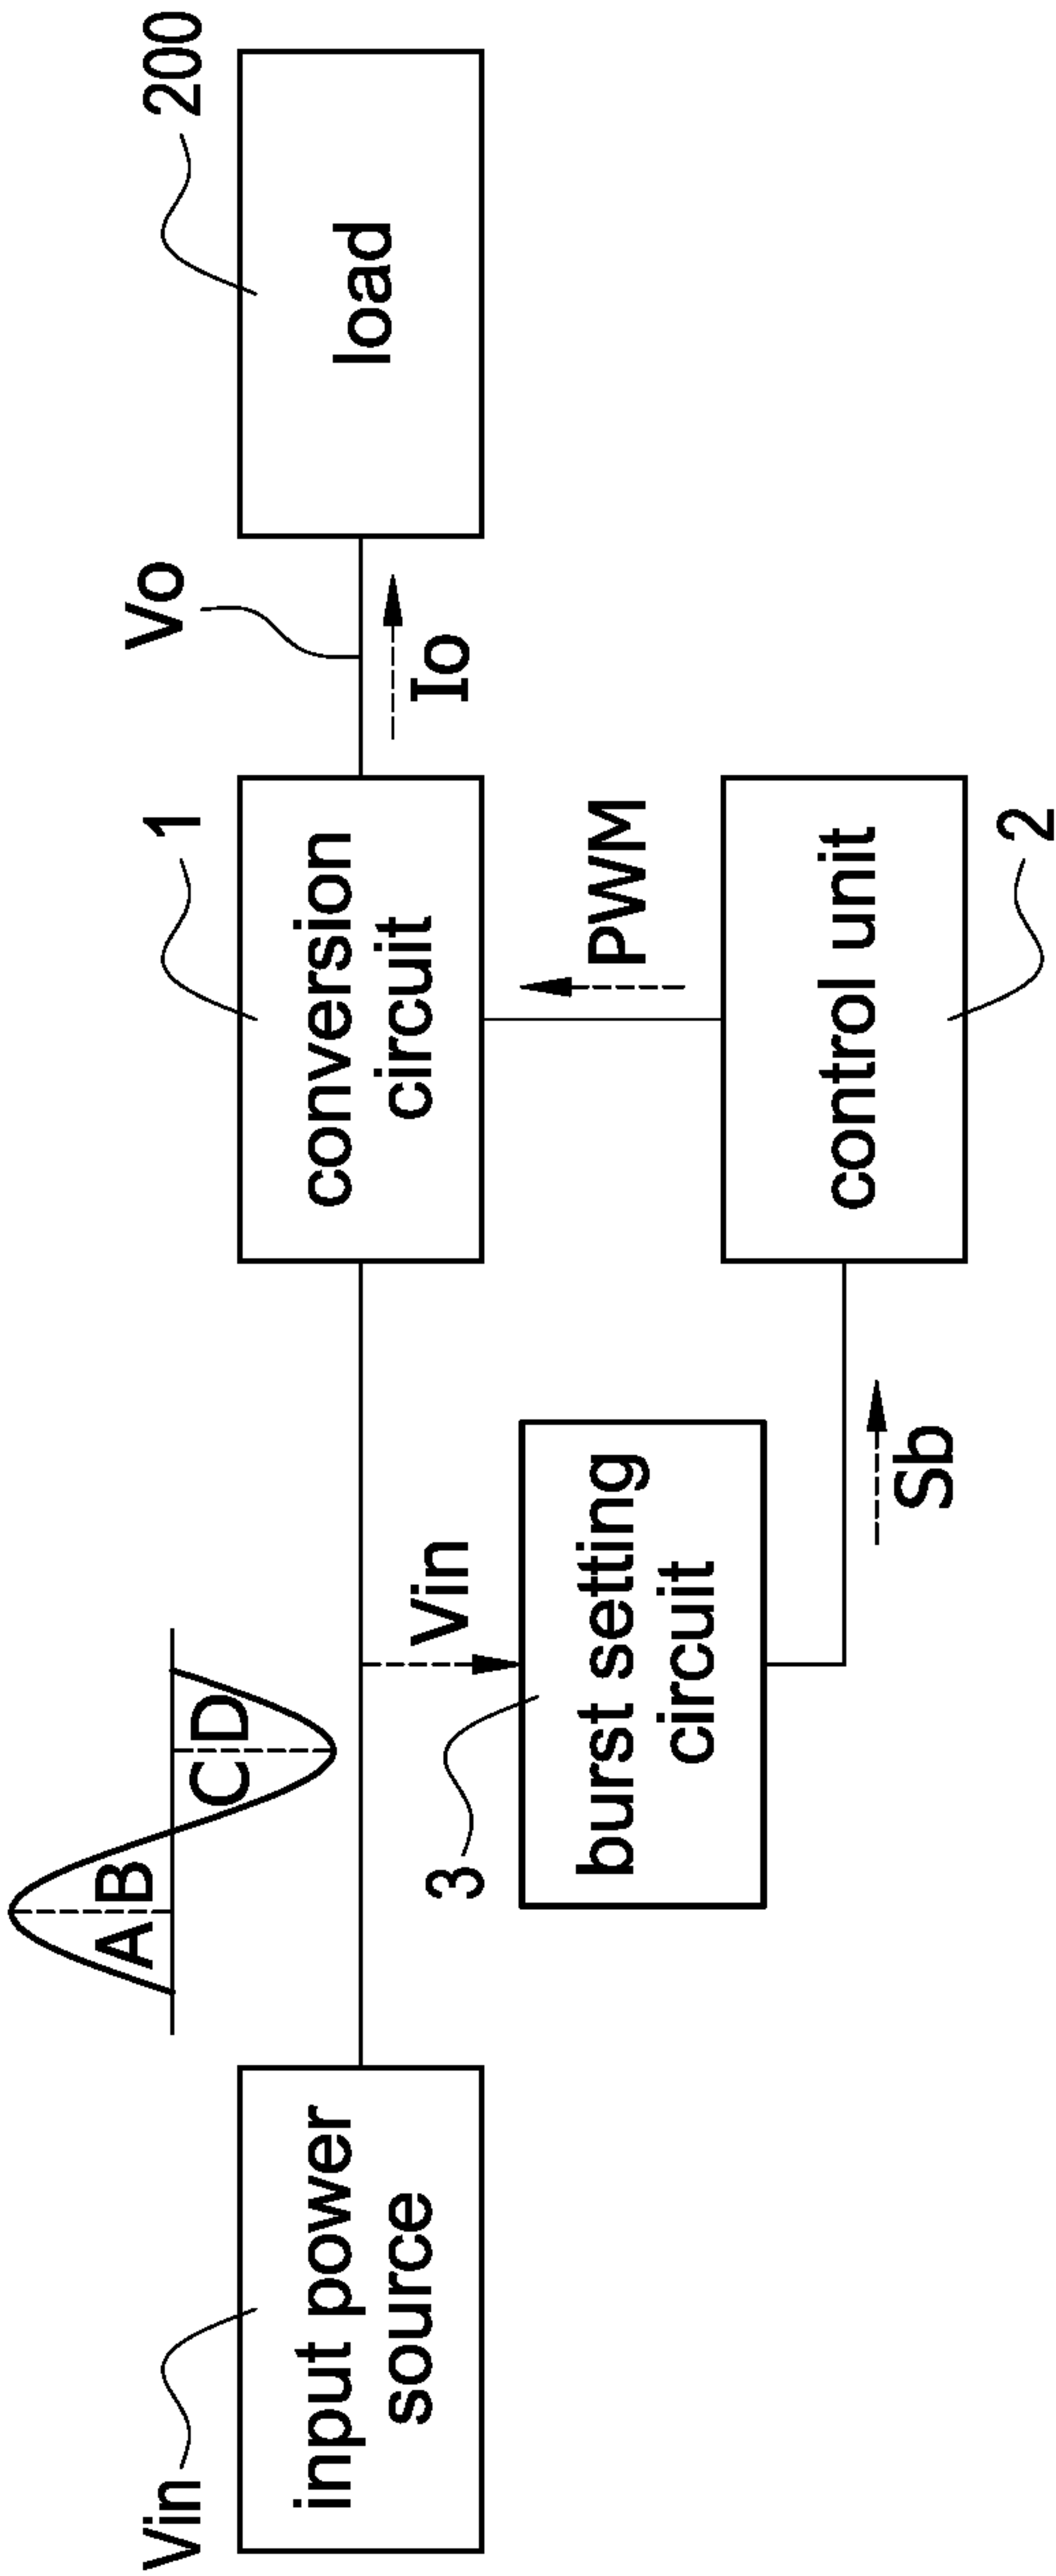 Vin
input power
source
A B
C D
Vin
3
burst setting
circuit
Sb
1
conversion
circuit
PWM
control unit
2
Vo
Io
200
load